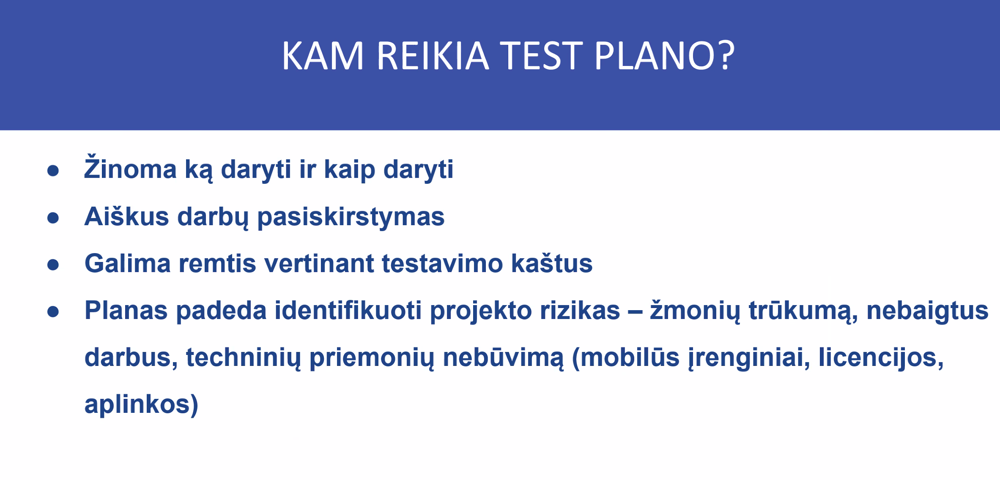 KAM REIKIA TEST PLANO?
● Žinoma ką daryti ir kaip daryti
● Aiškus darbų pasiskirstymas
● Galima remtis vertinant testavimo kaštus
● Planas padeda identifikuoti projekto rizikas – žmonių trūkumą, nebaigtus
darbus, techninių priemonių nebūvimą (mobilūs įrenginiai, licencijos,
aplinkos)